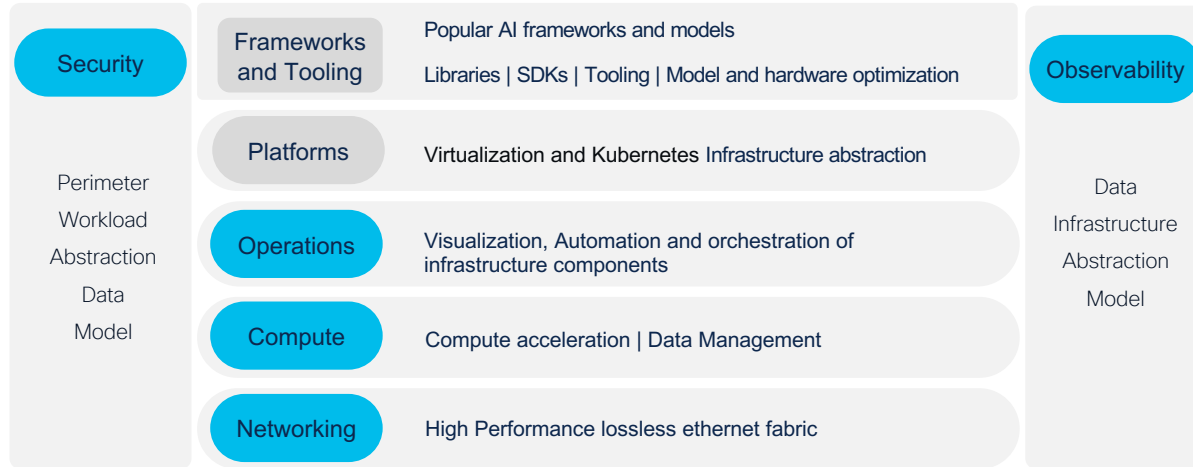 Security
Perimeter
Workload
Abstraction
Data
Model
Frameworks
and Tooling
Popular AI frameworks and models
Libraries | SDKs | Tooling | Model and hardware optimization
Platforms
Virtualization and Kubernetes Infrastructure abstraction
Operations
Visualization, Automation and orchestration of
infrastructure components
Compute
Compute acceleration | Data Management
Networking
High Performance lossless ethernet fabric
Observability
Data
Infrastructure
Abstraction
Model